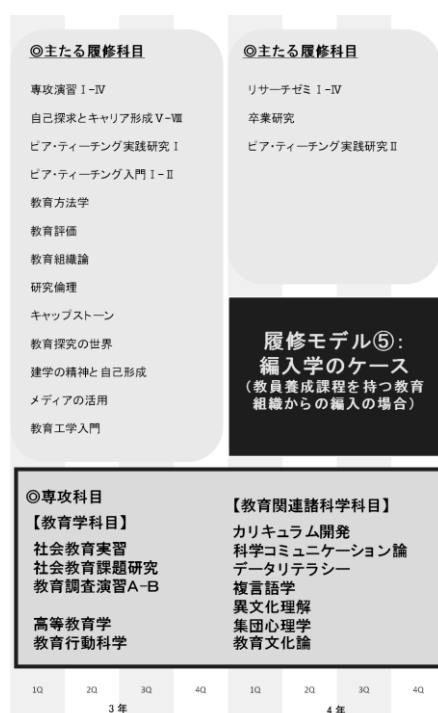 ◎主たる履修科目
専攻演習Ⅰ-Ⅳ
自己探求とキャリア形成Ⅴ-Ⅷ
ピア・ティーチング実践研究Ⅰ
ピア・ティーチング入門Ⅰ-Ⅱ
教育方法学
教育評価
教育組織論
研究倫理
キャップストーン
教育探究の世界
建学の精神と自己形成
メディアの活用
教育工学入門
◎主たる履修科目
リサーチゼミⅠ-Ⅳ
卒業研究
ピア・ティーチング実践研究Ⅱ
履修モデル⑤:
編入学のケース
(教員養成課程を持つ教育
組織からの編入の場合)
◎専攻科目
【教育学科目】
社会教育実習
社会教育課題研究
教育調査演習A-B
高等教育学
教育行動科学
【教育関連諸科学科目】
カリキュラム開発
科学コミュニケーション論
データリテラシー
複言語学
異文化理解
集団心理学
教育文化論
1Q 2Q 3Q 4Q 1Q 2Q 3Q 4Q
3年 4年